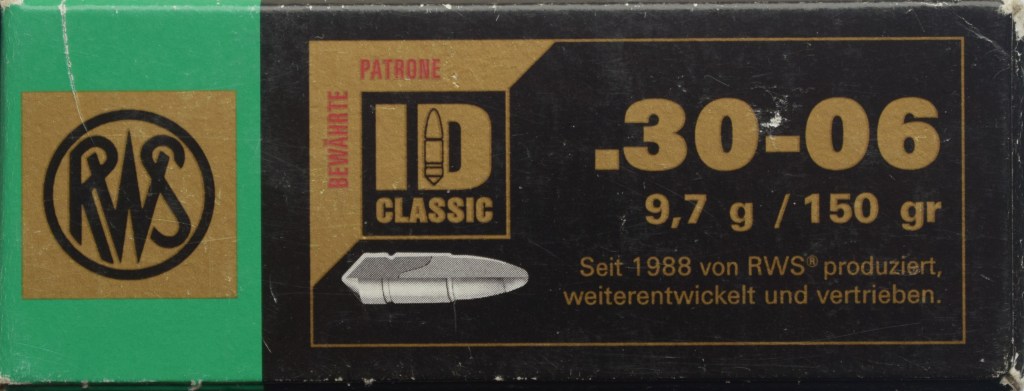 RWS
BEWÄHRTE
PATRONE
ID
CLASSIC
.30-06
9,7 g / 150 gr
Seit 1988 von RWS® produziert,
weiterentwickelt und vertrieben.